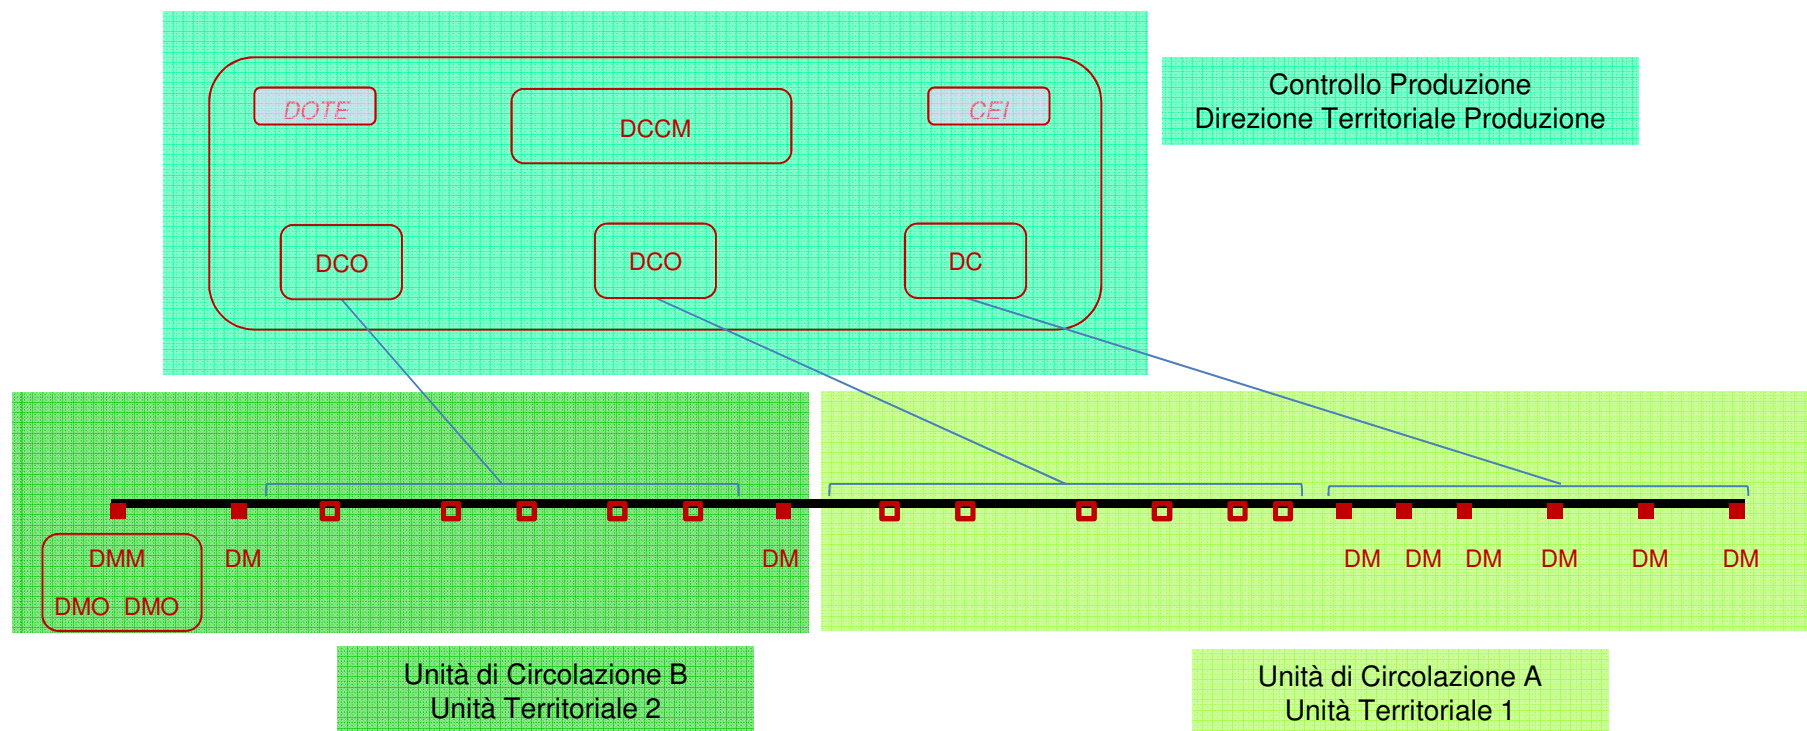 DOTE
DCCM
CEI
Controllo Produzione
Direzione Territoriale Produzione
DCO
DCO
DC
DMM
DM
DM
DM
DM
DM
DM
DM
DM
DMO DMO
Unità di Circolazione B
Unità Territoriale 2
Unità di Circolazione A
Unità Territoriale 1